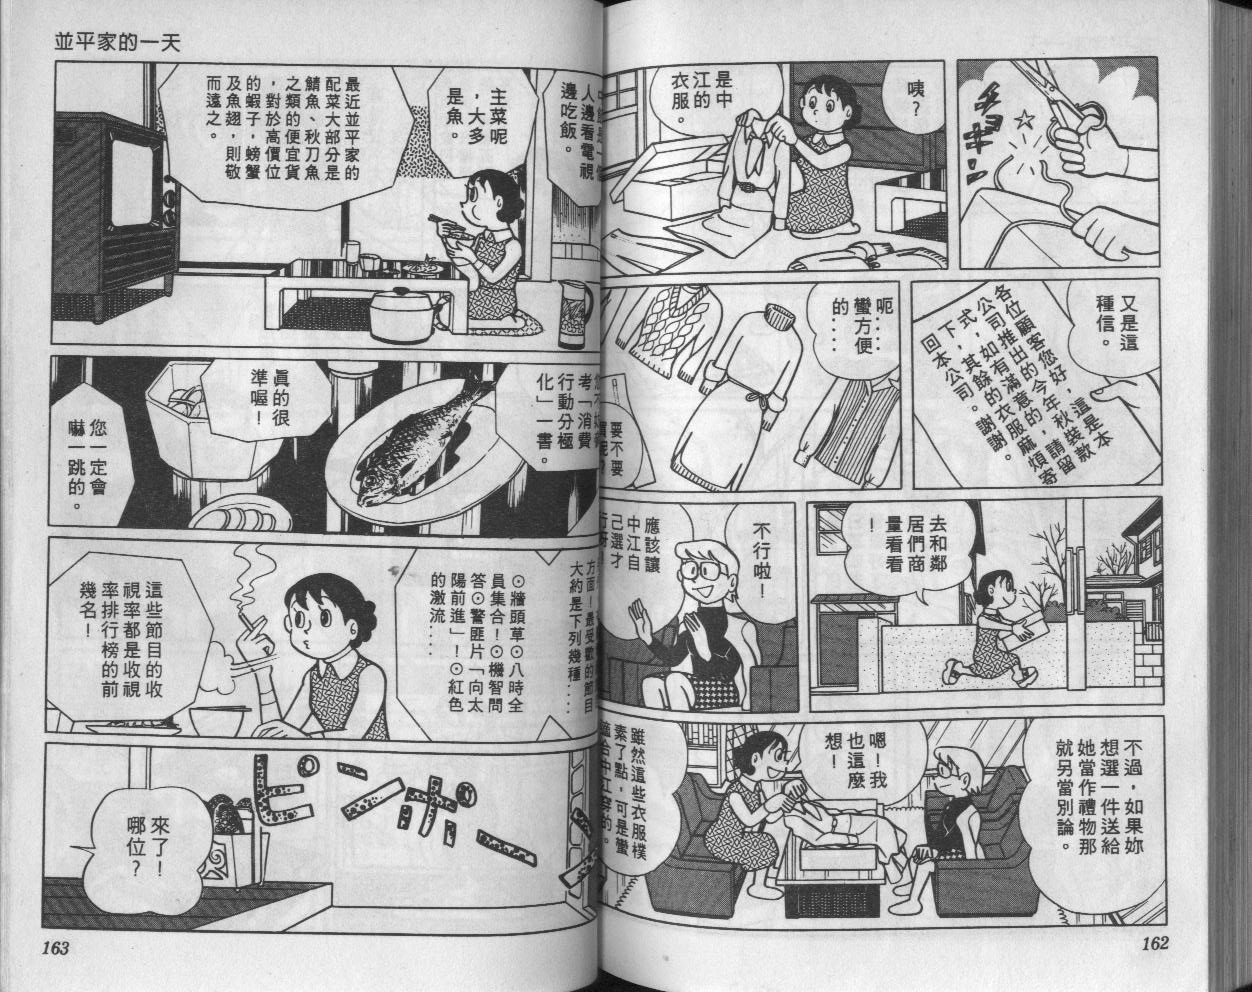 咦？
是中
江的
衣服。
又是這
種信。
各位顧客您好，這是本
公司推出的今年，秋裝款
式，如有滿意的，請留
下，其餘的衣服麻煩寄
回本公司。謝謝。
呃……
蠻方便
的……
去和鄰
居們商
量看看
！
不行啦！
應該讓
中江自
己選才
不過，如果妳
想選一件送給
她當作禮物那
就另當別論。
嗯！我
也這麼
想！
雖然這些衣服樸
素了點，可是蠻
適合中江穿的。
162
並平家的一天
人邊看電視
邊吃飯。
主菜呢
，大多
是魚。
最近並平家的
配菜大部分是
鯖魚、秋刀魚
之類的便宜貨
，對於高價位
的蝦子，螃蟹
及魚翅，則敬
而遠之。
要不要
考「消費
行動分極
化」一書。
眞的很
準喔！
您一定會
嚇一跳的。
方面！最受歡的節目
大約是下列幾種……
⊙牆頭草⊙八時全
員集合！⊙機智問
答⊙警匪片「向太
陽前進」！⊙紅色
的激流……
這些節目的收
視率都是收視
率排行榜的前
幾名！
ピーンポーン
來了！
哪位？
163